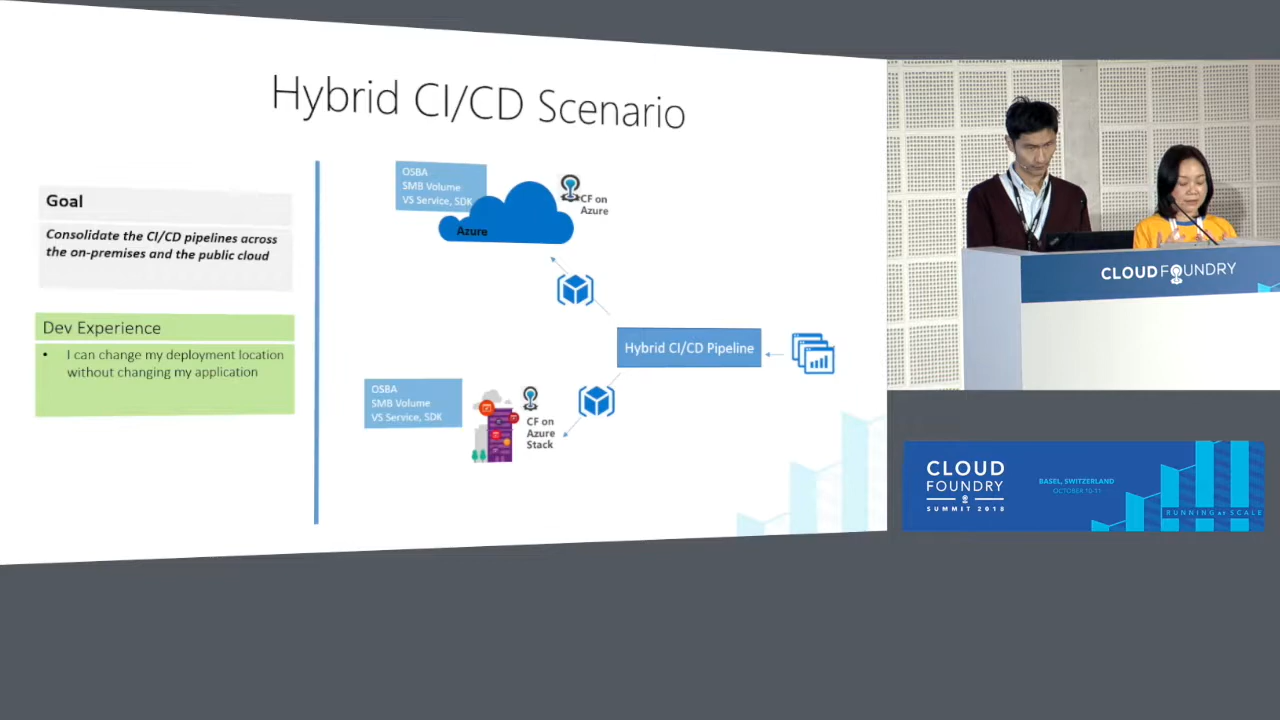 Hybrid CI/CD Scenario
Goal
Consolidate the CI/CD pipelines across
the on-premises and the public cloud
Dev Experience
• I can change my deployment location
without changing my application
OSBA
SMB Volume
VS Service, SDK
CF on
Azure
Azure
Hybrid CI/CD Pipeline
OSBA
SMB Volume
VS Service, SDK
CF on
Azure
Stack
CLOUD FOUNDRY
CLOUD
FOUNDRY
SUMMIT 2018
BASEL, SWITZERLAND
OCTOBER 10-11
RUNNING AT SCALE